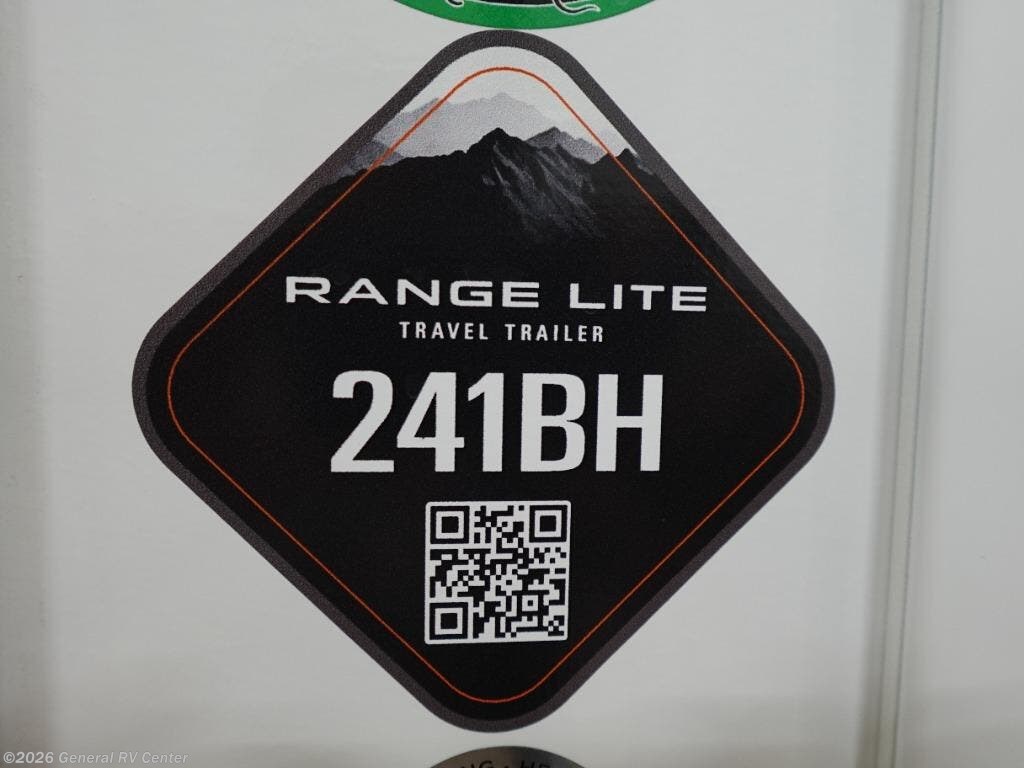 RANGE LITE
TRAVEL TRAILER
241BH
©2026 General RV Center